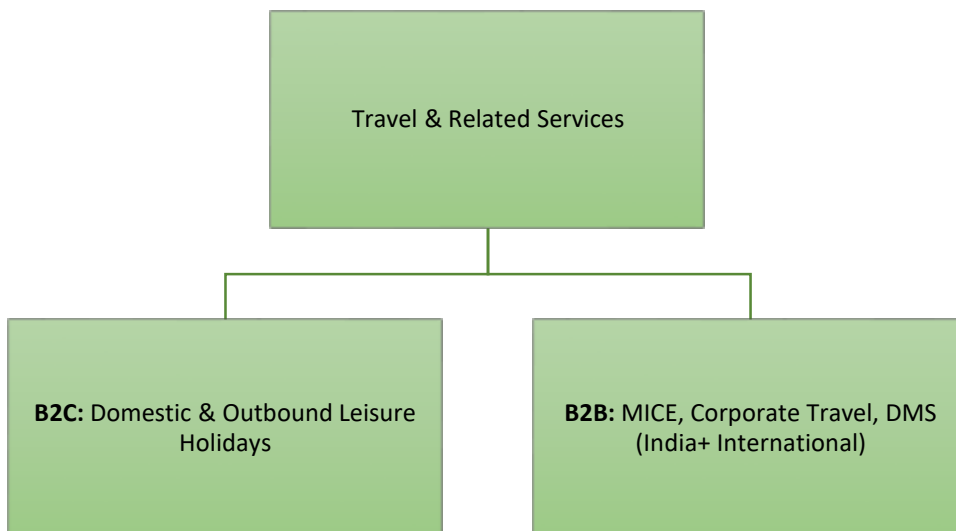 Travel & Related Services
B2C: Domestic & Outbound Leisure
Holidays
B2B: MICE, Corporate Travel, DMS
(India+ International)